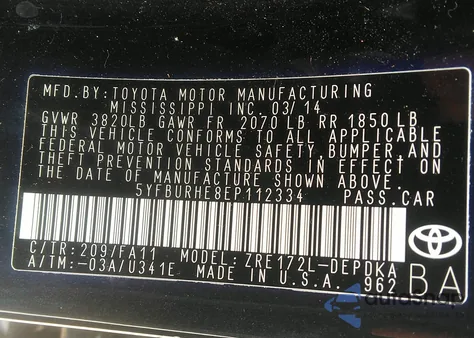 MFD.BY:TOYOTA MOTOR MANUFACTURING
MISSISSIPPI INC. 03/14
GVWR 3820LB GAWR FR 2070 LB RR 1850 LB
THIS VEHICLE CONFORMS TO ALL APPLICABLE
FEDERAL MOTOR VEHICLE SAFETY, BUMPER, AND
THEFT PREVENTION STANDARDS IN EFFECT ON
THE DATE OF MANUFACTURE SHOWN ABOVE.
5YFBURHE8EP112334 PASS.CAR
C/TR: 209/FA11 MODEL: ZRE172L-DEPDKA
A/TM:-03A/U341E MADE IN U.S.A. 962 BA
autosnap